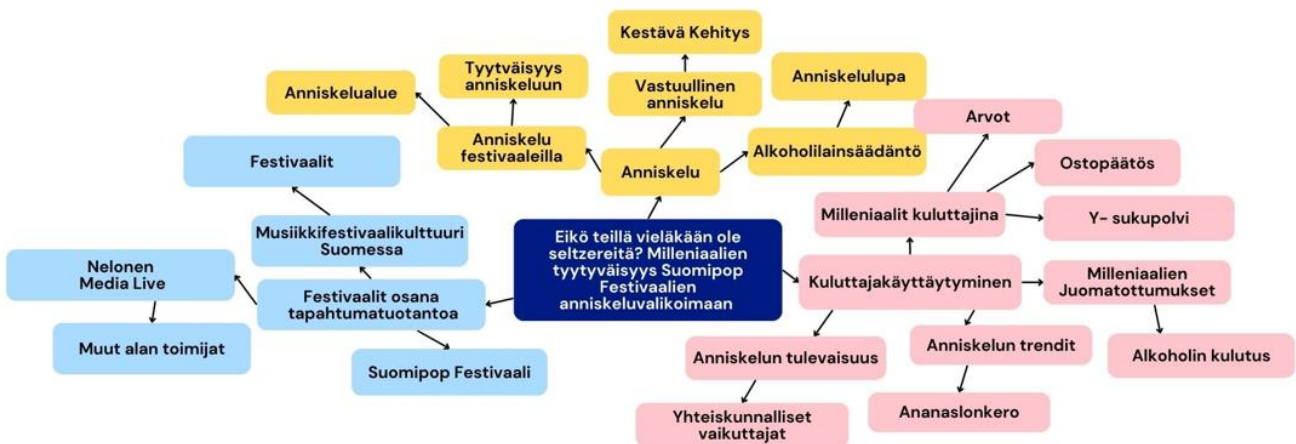 Kestävä Kehitys
Tyytväisyys
anniskeluun
Anniskelualue
Vastuullinen
anniskelu
Anniskelulupa
Arvot
Anniskelu
festivaaleilla
Alkoholilainsäädäntö
Festivaalit
Anniskelu
Ostopäätös
Milleniaalit kuluttajina
Y- sukupolvi
Musiikkifestivaalikulttuuri
Suomessa
Eikö teillä vieläkään ole
seltzereitä? Milleniaalien
tyytyväisyys Suomipop
Festivaalien
anniskeluvalikoimaan
Nelonen
Media Live
Kuluttajakäyttäytyminen
Milleniaalien
Juomatottumukset
Festivaalit osana
tapahtumatuotantoa
Muut alan toimijat
Suomipop Festivaali
Anniskelun tulevaisuus
Anniskelun trendit
Alkoholin kulutus
Yhteiskunnalliset
vaikuttajat
Ananaslonkero